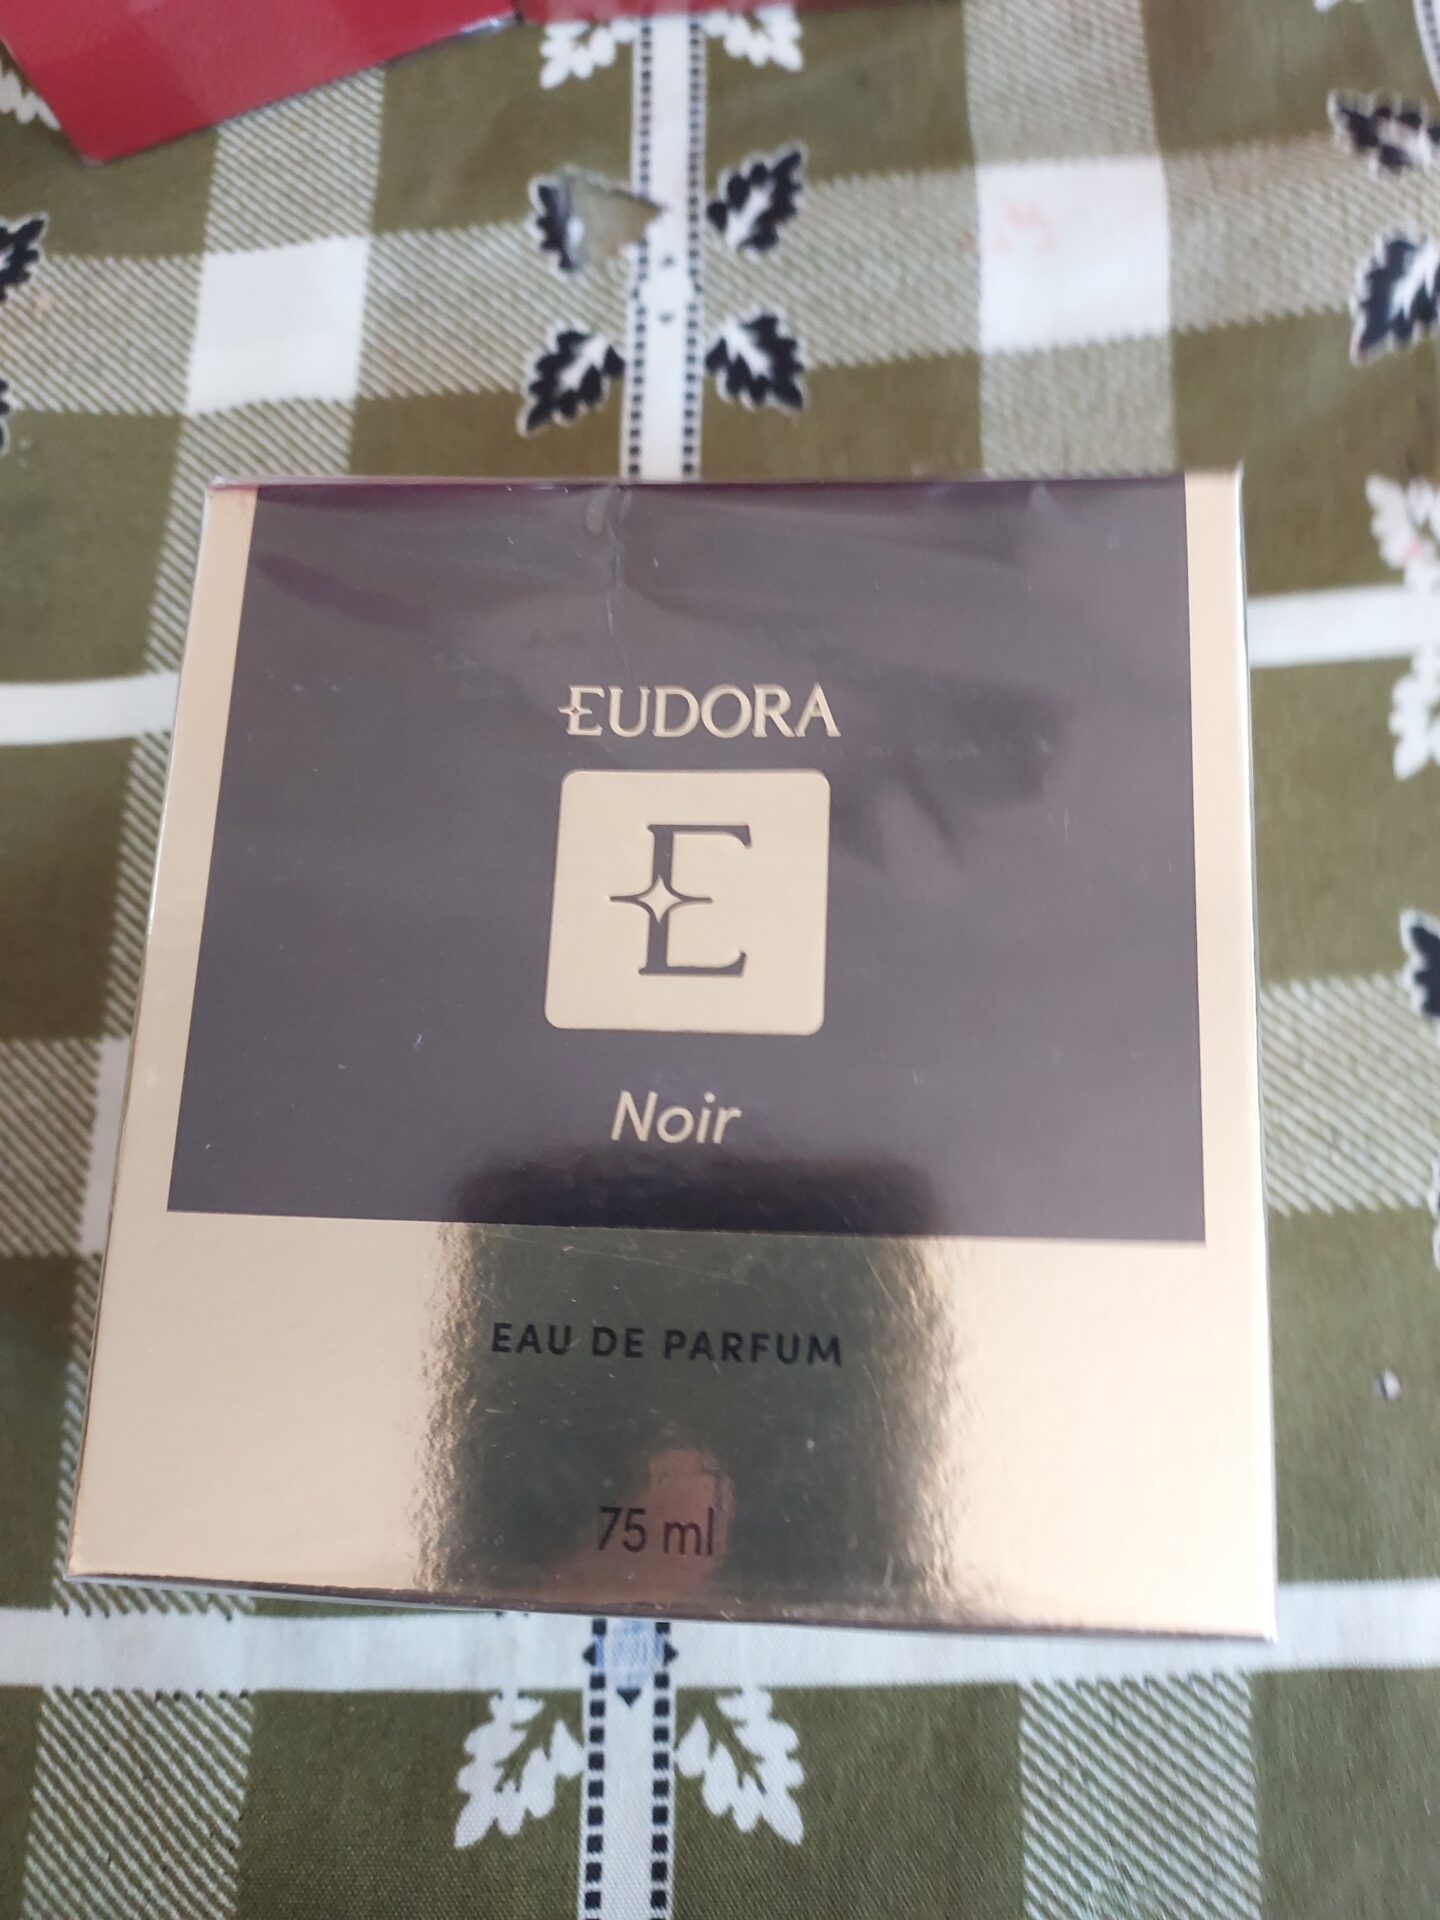 EUDORA
E
Noir
EAU DE PARFUM
75 ml